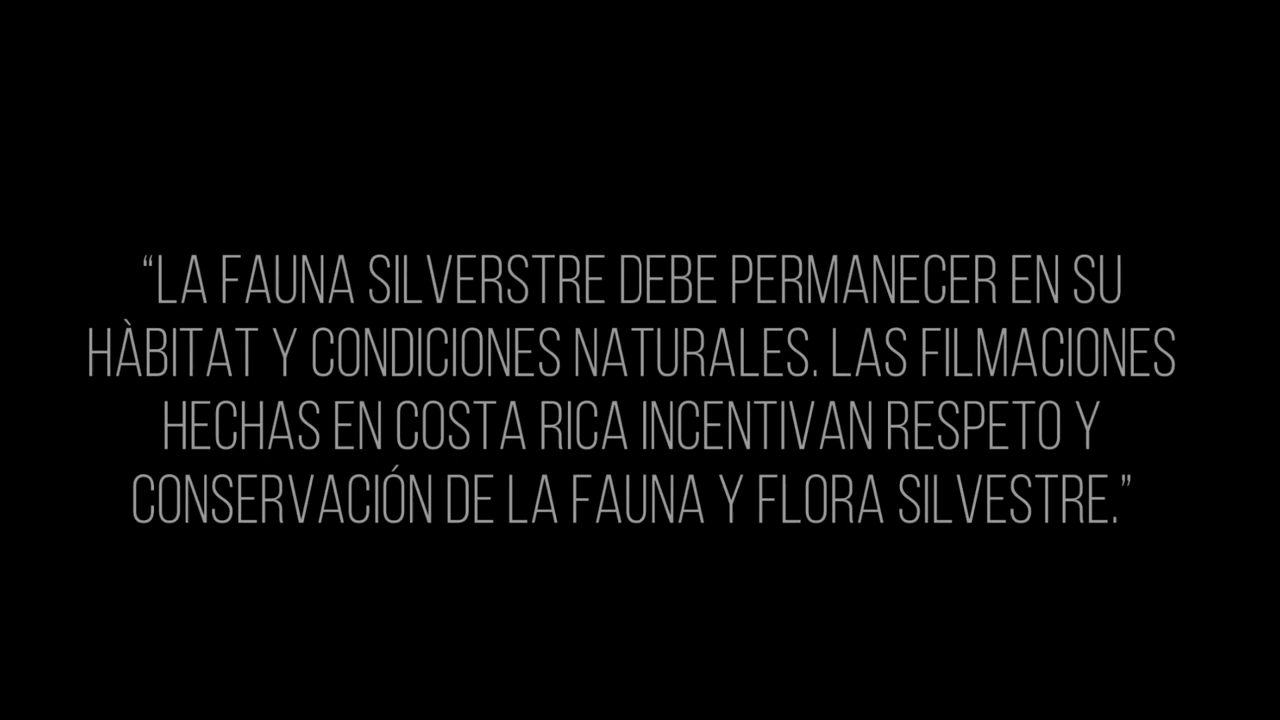 “LA FAUNA SILVERSTRE DEBE PERMANECER EN SU
HÀBITAT Y CONDICIONES NATURALES. LAS FILMACIONES
HECHAS EN COSTA RICA INCENTIVAN RESPETO Y
CONSERVACIÓN DE LA FAUNA Y FLORA SILVESTRE.”